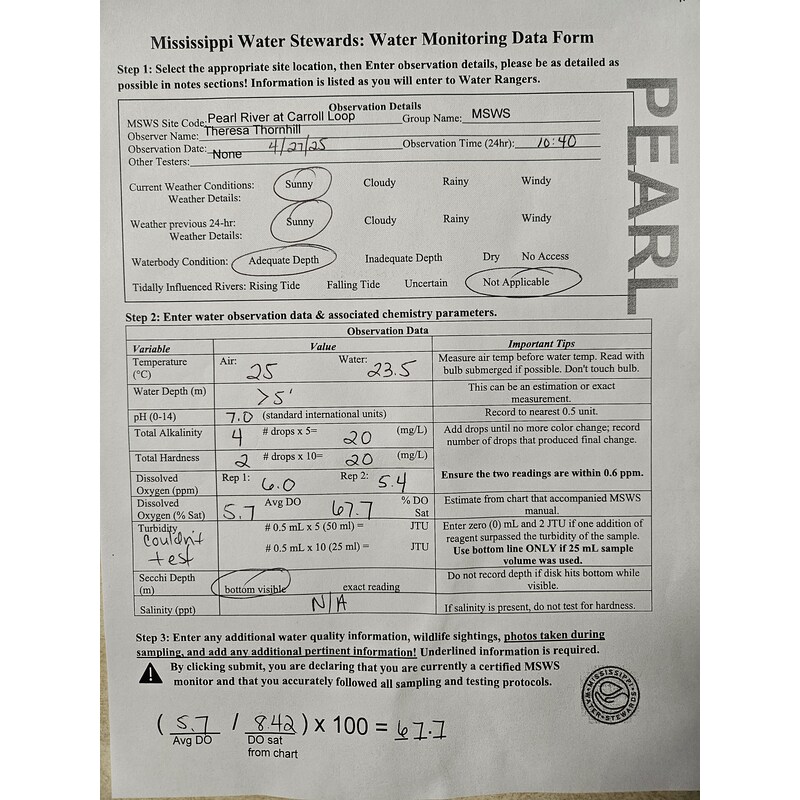 Mississippi Water Stewards: Water Monitoring Data Form
Step 1: Select the appropriate site location, then Enter observation details, please be as detailed as
possible in notes sections! Information is listed as you will enter to Water Rangers.
PEARL
Observation Details
MSWS Site Code: Pearl River at Carroll Loop Group Name: MSWS
Observer Name: Theresa Thornhill
Observation Date: 4/27/25 Observation Time (24hr): 10:40
Other Testers: None
Current Weather Conditions: Sunny Cloudy Rainy Windy
Weather Details:
Weather previous 24-hr: Sunny Cloudy Rainy Windy
Weather Details:
Waterbody Condition: Adequate Depth Inadequate Depth Dry No Access
Tidally Influenced Rivers: Rising Tide Falling Tide Uncertain Not Applicable
Step 2: Enter water observation data & associated chemistry parameters.
Observation Data
Variable Value Important Tips
Temperature (°C) Air: 25 Water: 23.5 Measure air temp before water temp. Read with
bulb submerged if possible. Don't touch bulb.
Water Depth (m) >5' This can be an estimation or exact
measurement.
pH (0-14) 7.0 (standard international units) Record to nearest 0.5 unit.
Total Alkalinity 4 # drops x 5= 20 (mg/L) Add drops until no more color change; record
number of drops that produced final change.
Total Hardness 2 # drops x 10= 20 (mg/L)
Dissolved Oxygen (ppm) Rep 1: 6.0 Rep 2: 5.4 Ensure the two readings are within 0.6 ppm.
Dissolved Oxygen (% Sat) 5.7 Avg DO 67.7 % DO Sat Estimate from chart that accompanied MSWS
manual.
Turbidity couldn't test # 0.5 mL x 5 (50 ml) = JTU Enter zero (0) mL and 2 JTU if one addition of
reagent surpassed the turbidity of the sample.
# 0.5 mL x 10 (25 ml) = JTU Use bottom line ONLY if 25 mL sample
volume was used.
Secchi Depth (m) bottom visible exact reading Do not record depth if disk hits bottom while
visible.
Salinity (ppt) N/A If salinity is present, do not test for hardness.
Step 3: Enter any additional water quality information, wildlife sightings, photos taken during
sampling, and add any additional pertinent information! Underlined information is required.
By clicking submit, you are declaring that you are currently a certified MSWS
monitor and that you accurately followed all sampling and testing protocols.
MISSISSIPPI WATER STEWARDS
( 5.7 / 8.42 ) x 100 = 67.7
Avg DO DO sat
from chart